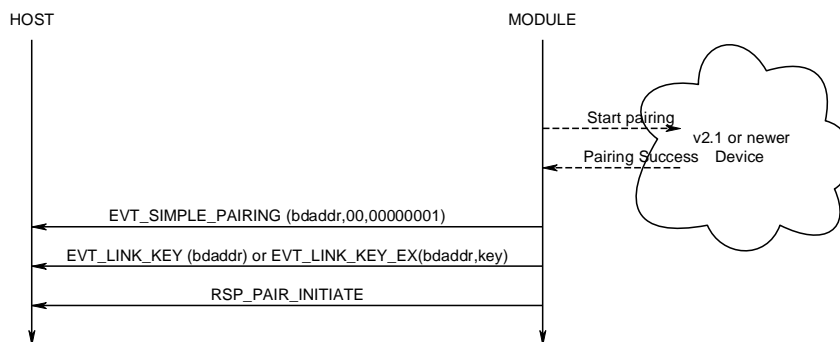 HOST
MODULE
Start pairing
v2.1 or newer
Device
Pairing Success
EVT_SIMPLE_PAIRING (bdaddr,00,00000001)
EVT_LINK_KEY (bdaddr) or EVT_LINK_KEY_EX(bdaddr,key)
RSP_PAIR_INITIATE